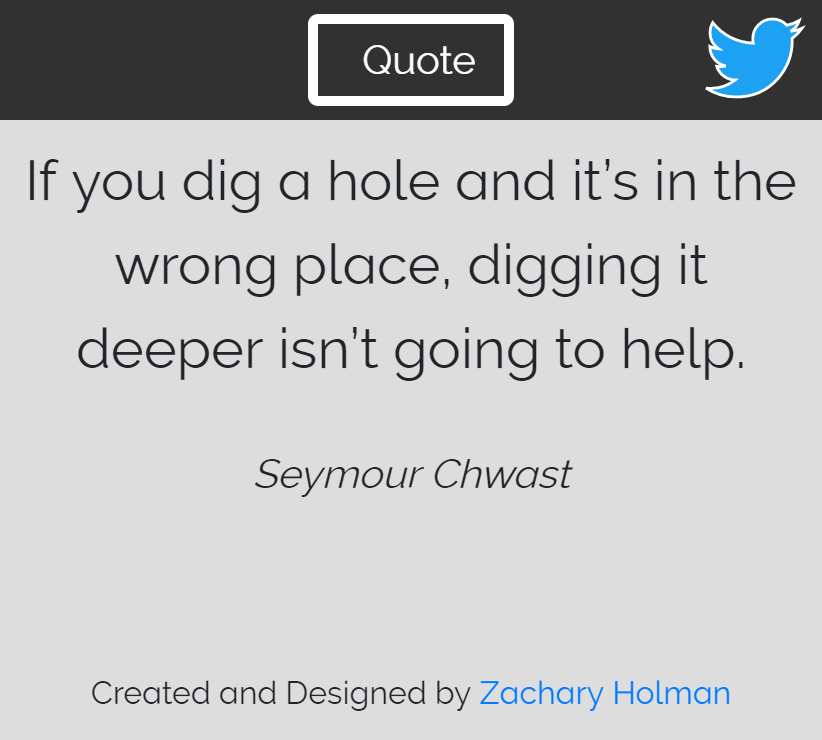 Quote
If you dig a hole and it’s in the
wrong place, digging it
deeper isn’t going to help.
Seymour Chwast
Created and Designed by Zachary Holman